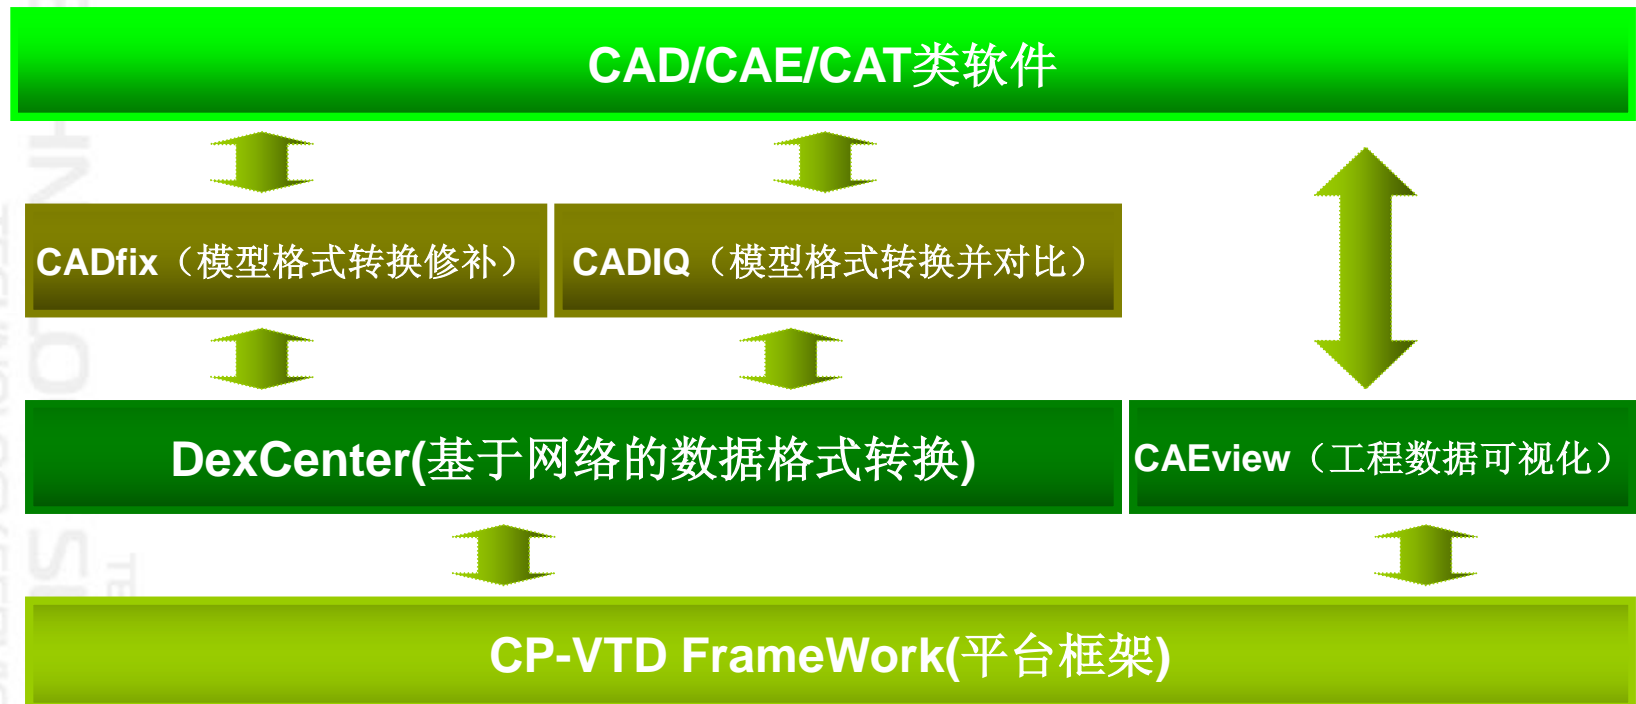 CAD/CAE/CAT类软件
CADfix（模型格式转换修补）
CADIQ（模型格式转换并对比）
DexCenter(基于网络的数据格式转换)
CAEview（工程数据可视化）
CP-VTD FrameWork(平台框架)